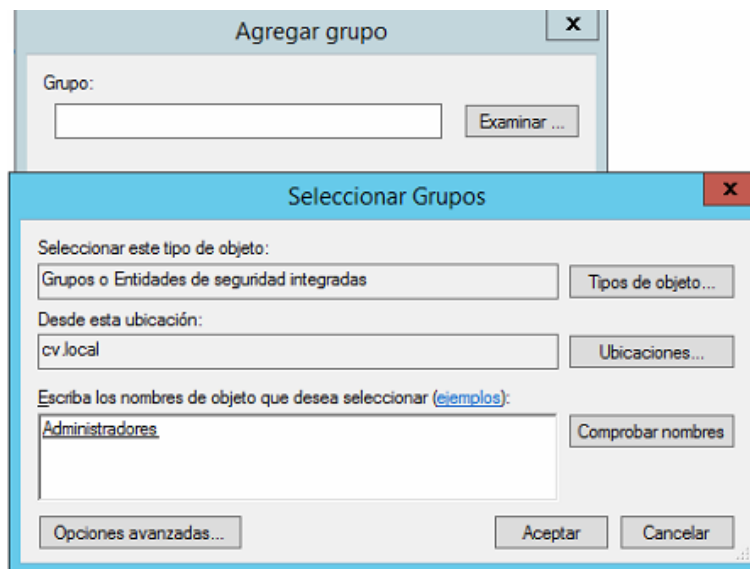 Agregar grupo
x
Grupo:
Examinar ...
Seleccionar Grupos
x
Seleccionar este tipo de objeto:
Grupos o Entidades de seguridad integradas
Tipos de objeto...
Desde esta ubicación:
cv.local
Ubicaciones...
Escriba los nombres de objeto que desea seleccionar (ejemplos):
Administradores
Comprobar nombres
Opciones avanzadas...
Aceptar
Cancelar